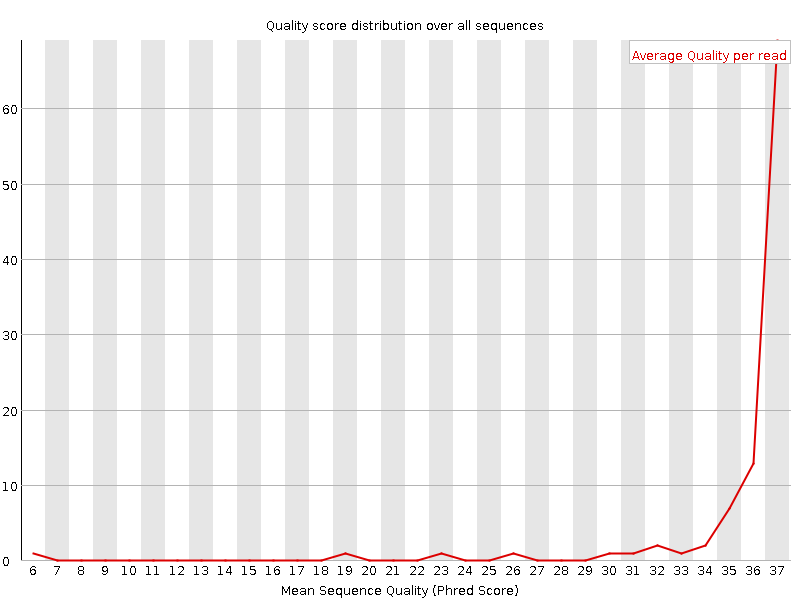 Quality score distribution over all sequences
Average Quality per read
60
50
40
30
20
10
0
6 7 8 9 10 11 12 13 14 15 16 17 18 19 20 21 22 23 24 25 26 27 28 29 30 31 32 33 34 35 36 37
Mean Sequence Quality (Phred Score)